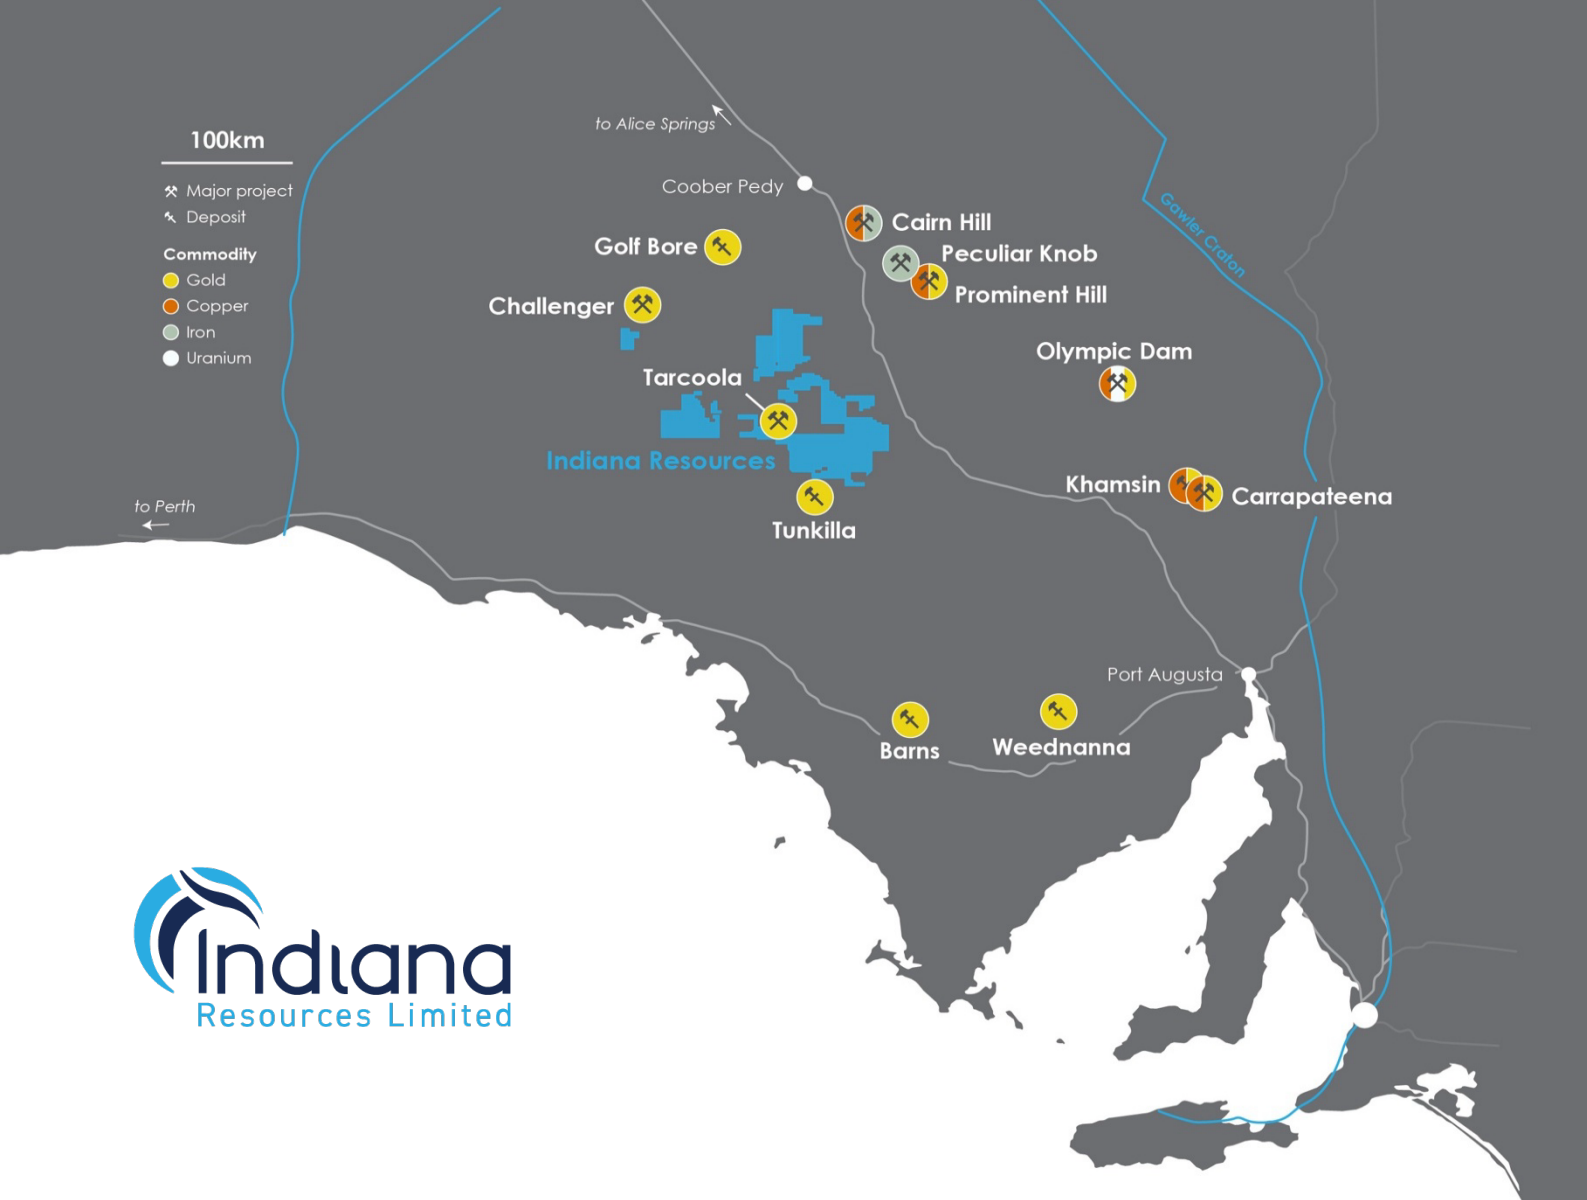 100km
Major project
Deposit
Commodity
Gold
Copper
Iron
Uranium
to Alice Springs
Coober Pedy
Cairn Hill
Golf Bore
Peculiar Knob
Prominent Hill
Challenger
Gawler Craton
Olympic Dam
Tarcoola
Indiana Resources
Khamsin
Carrapateena
to Perth
Tunkilla
Port Augusta
Barns
Weednanna
Indiana
Resources Limited